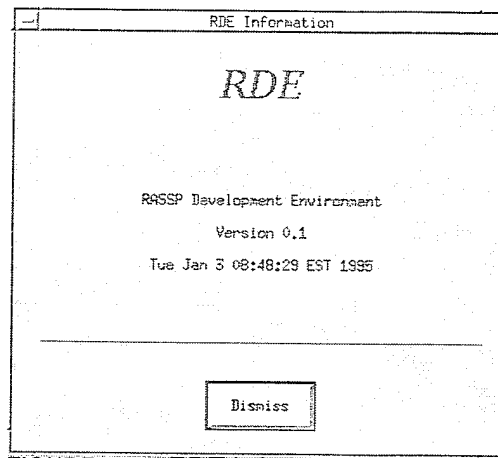 RDE Information
RDE
RASSP Development Environment
Version 0.1
Tue Jan 3 08:48:29 EST 1995
Dismiss